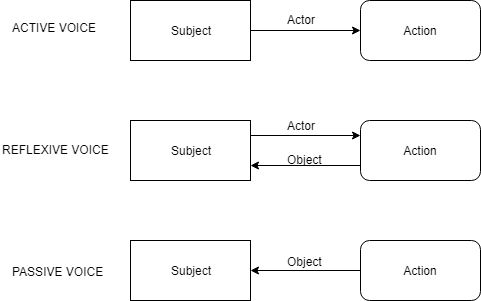 ACTIVE VOICE
Subject
Actor
Action
REFLEXIVE VOICE
Subject
Actor
Object
Action
PASSIVE VOICE
Subject
Object
Action